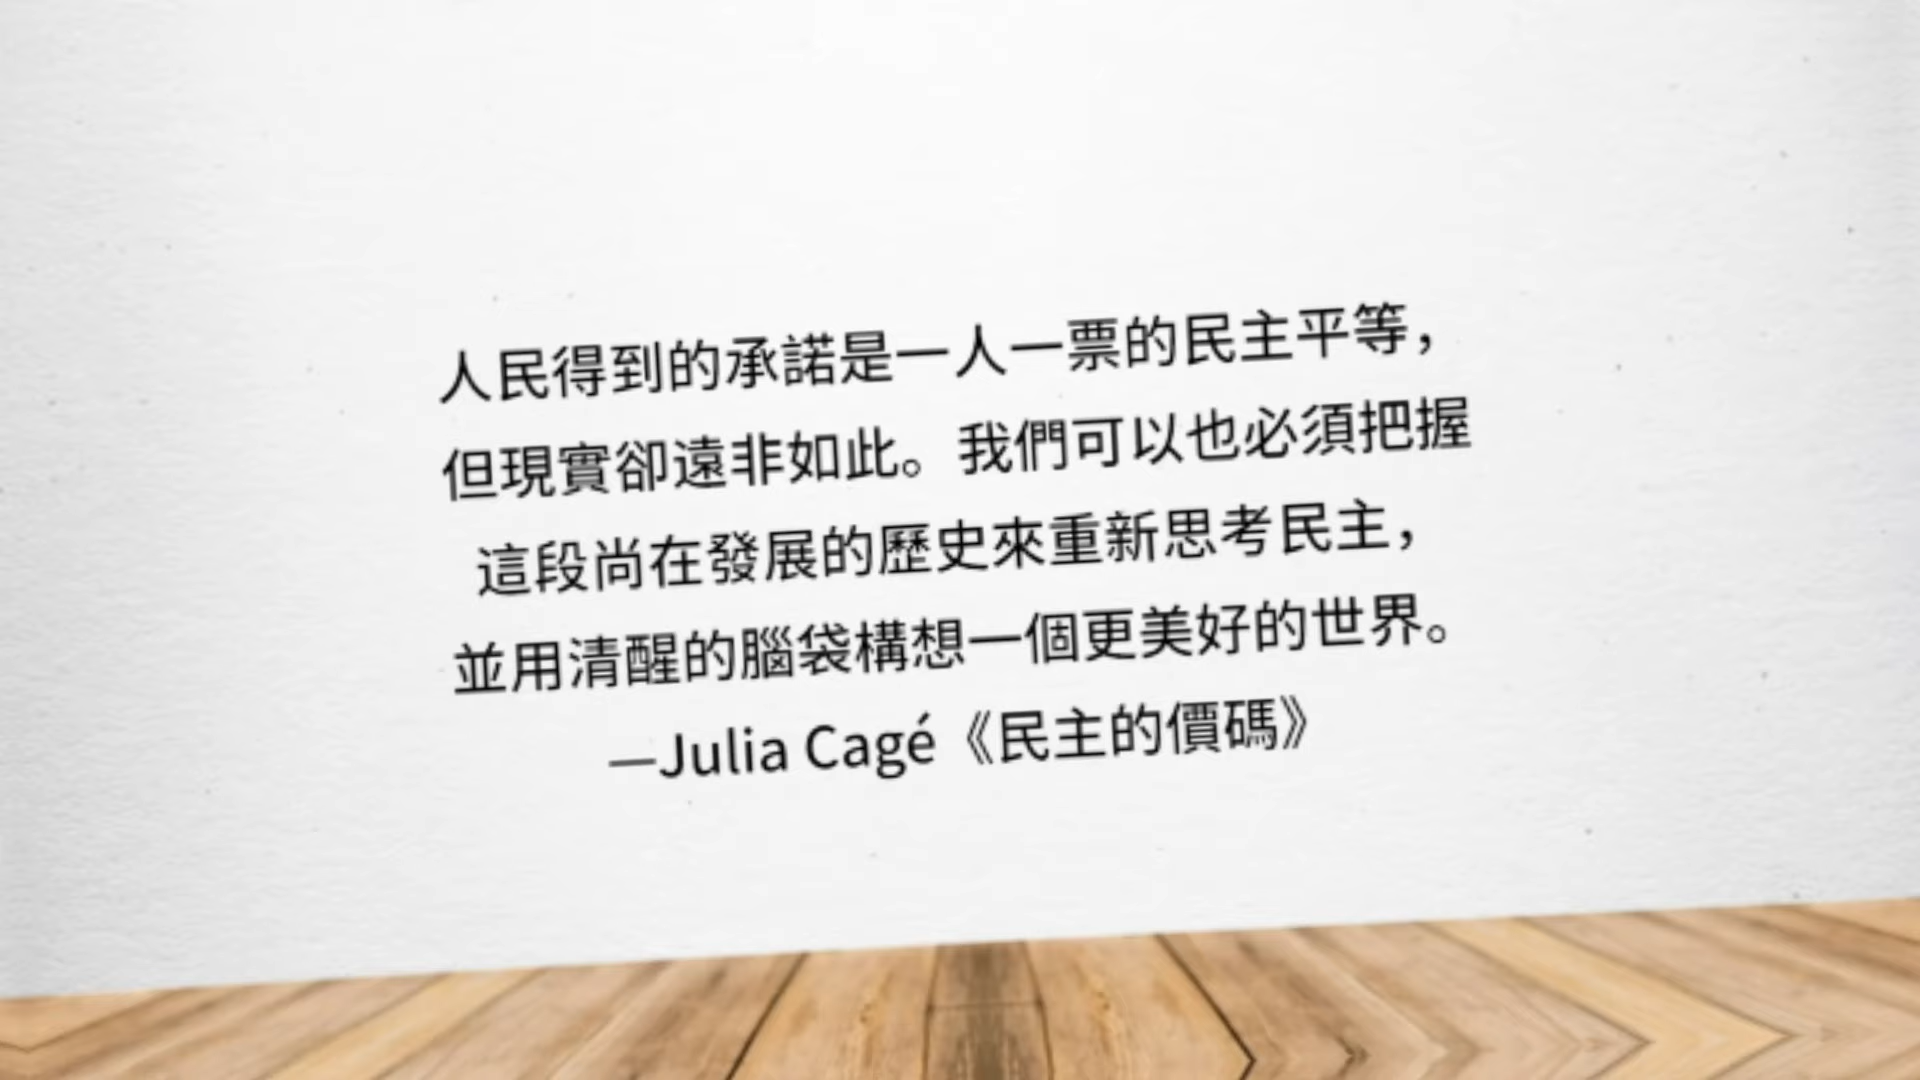 人民得到的承諾是一人一票的民主平等，
但現實卻遠非如此。我們可以也必須把握
這段尚在發展的歷史來重新思考民主，
並用清醒的腦袋構想一個更美好的世界。
—Julia Cagé《民主的價碼》